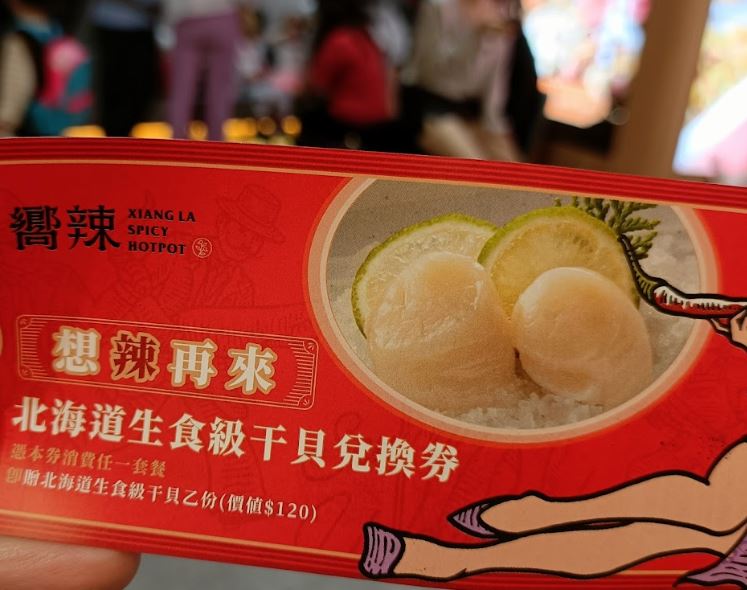 嚮辣
XIANG LA
SPICY
HOTPOT
想辣再來
北海道生食級干貝兌換券
憑本券消費任一套餐
即贈北海道生食級干貝乙份(價值$120)